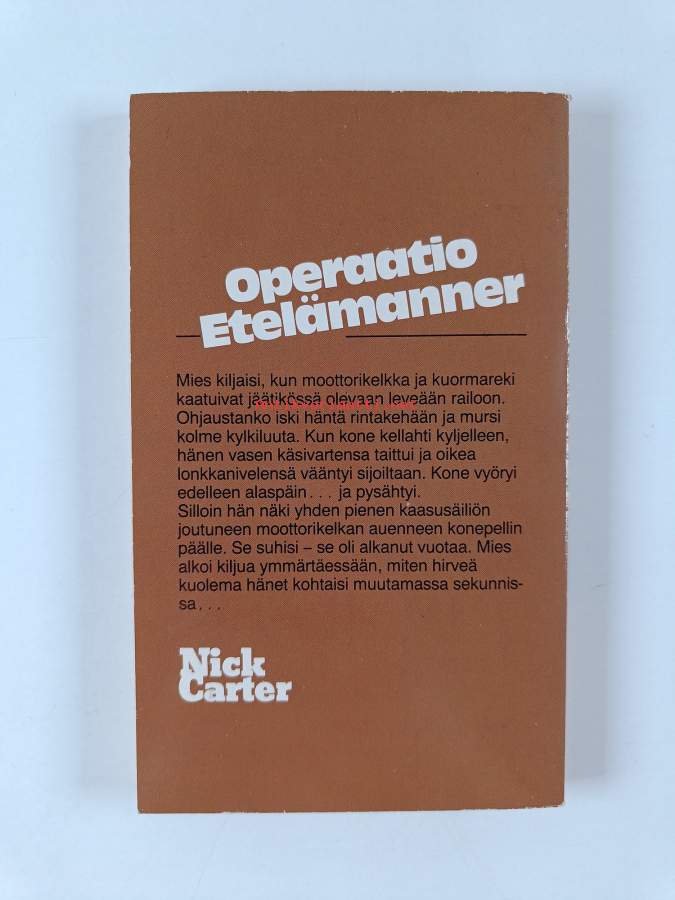 Operaatio
Etelämanner
Mies kiljaisi, kun moottorikelkka ja kuormareki
kaatuivat jäätikössä olevaan leveään railoon.
Ohjaustanko iski häntä rintakehään ja mursi
kolme kylkiluuta. Kun kone kellahti kyljelleen,
hänen vasen käsivartensa taittui ja oikea
lonkkanivelensä vääntyi sijoiltaan. Kone vyöryi
edelleen alaspäin... ja pysähtyi.
Silloin hän näki yhden pienen kaasusäiliön
joutuneen moottorikelkan auenneen konepellin
päälle. Se suhisi – se oli alkanut vuotaa. Mies
alkoi kiljua ymmärtäessään, miten hirveä
kuolema hänet kohtaisi muutamassa sekunnis-
sa...
Nick
Carter